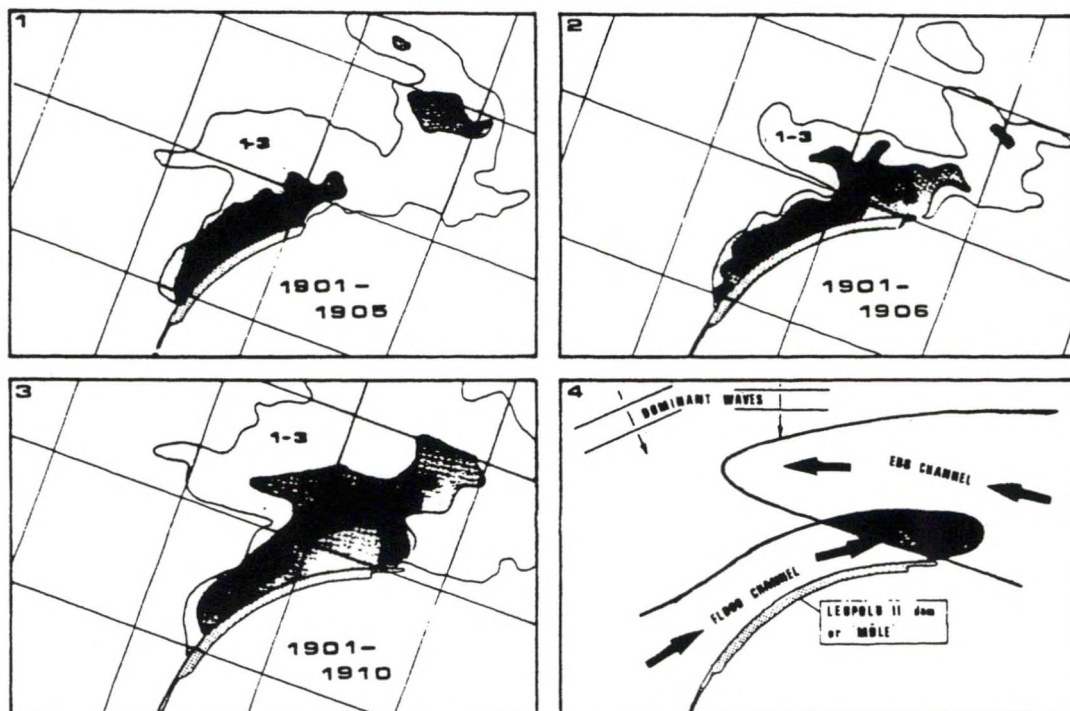 1
1-3
1901-
1905
2
1-3
1901-
1906
3
1-3
1901-
1910
4
DOMINANT WAVES
EBB CHANNEL
FLOOD CHANNEL
LEOPOLD II dam
or MÔLE